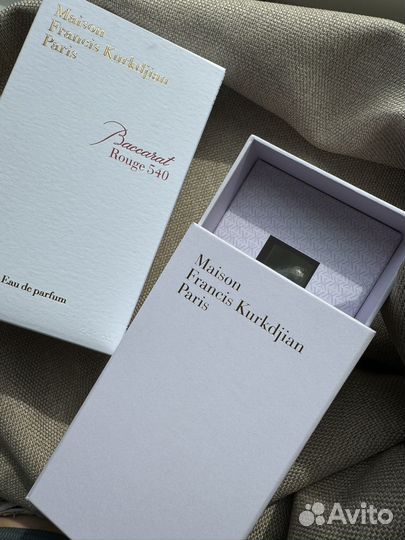 Maison
Francis Kurkdjian
Paris
Baccarat
Rouge 540
Eau de parfum
Maison
Francis Kurkdjian
Paris
Avito